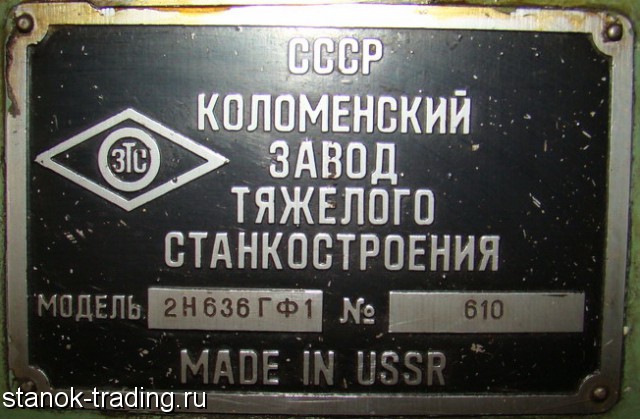 СССР
КОЛОМЕНСКИЙ
ЗТС
ЗАВОД
ТЯЖЕЛОГО
СТАНКОСТРОЕНИЯ
МОДЕЛЬ 2Н636ГФ1 № 610
MADE IN USSR
stanok-trading.ru